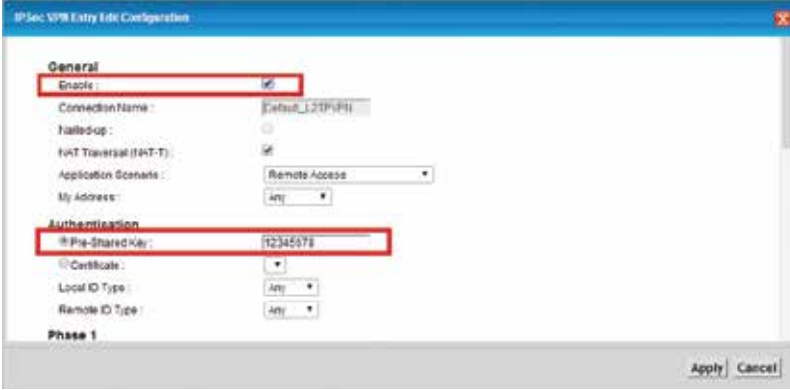 IPSec VPN Entry Edit Configuration
General
Enable :
Connection Name : Default_L2TPVPN
Nailed-up :
NAT Traversal (NAT-T) :
Application Scenario : Remote Access
My Address : Any
Authentication
Pre-Shared Key : 12345678
Certificate :
Local ID Type : Any
Remote ID Type : Any
Phase 1
Apply Cancel